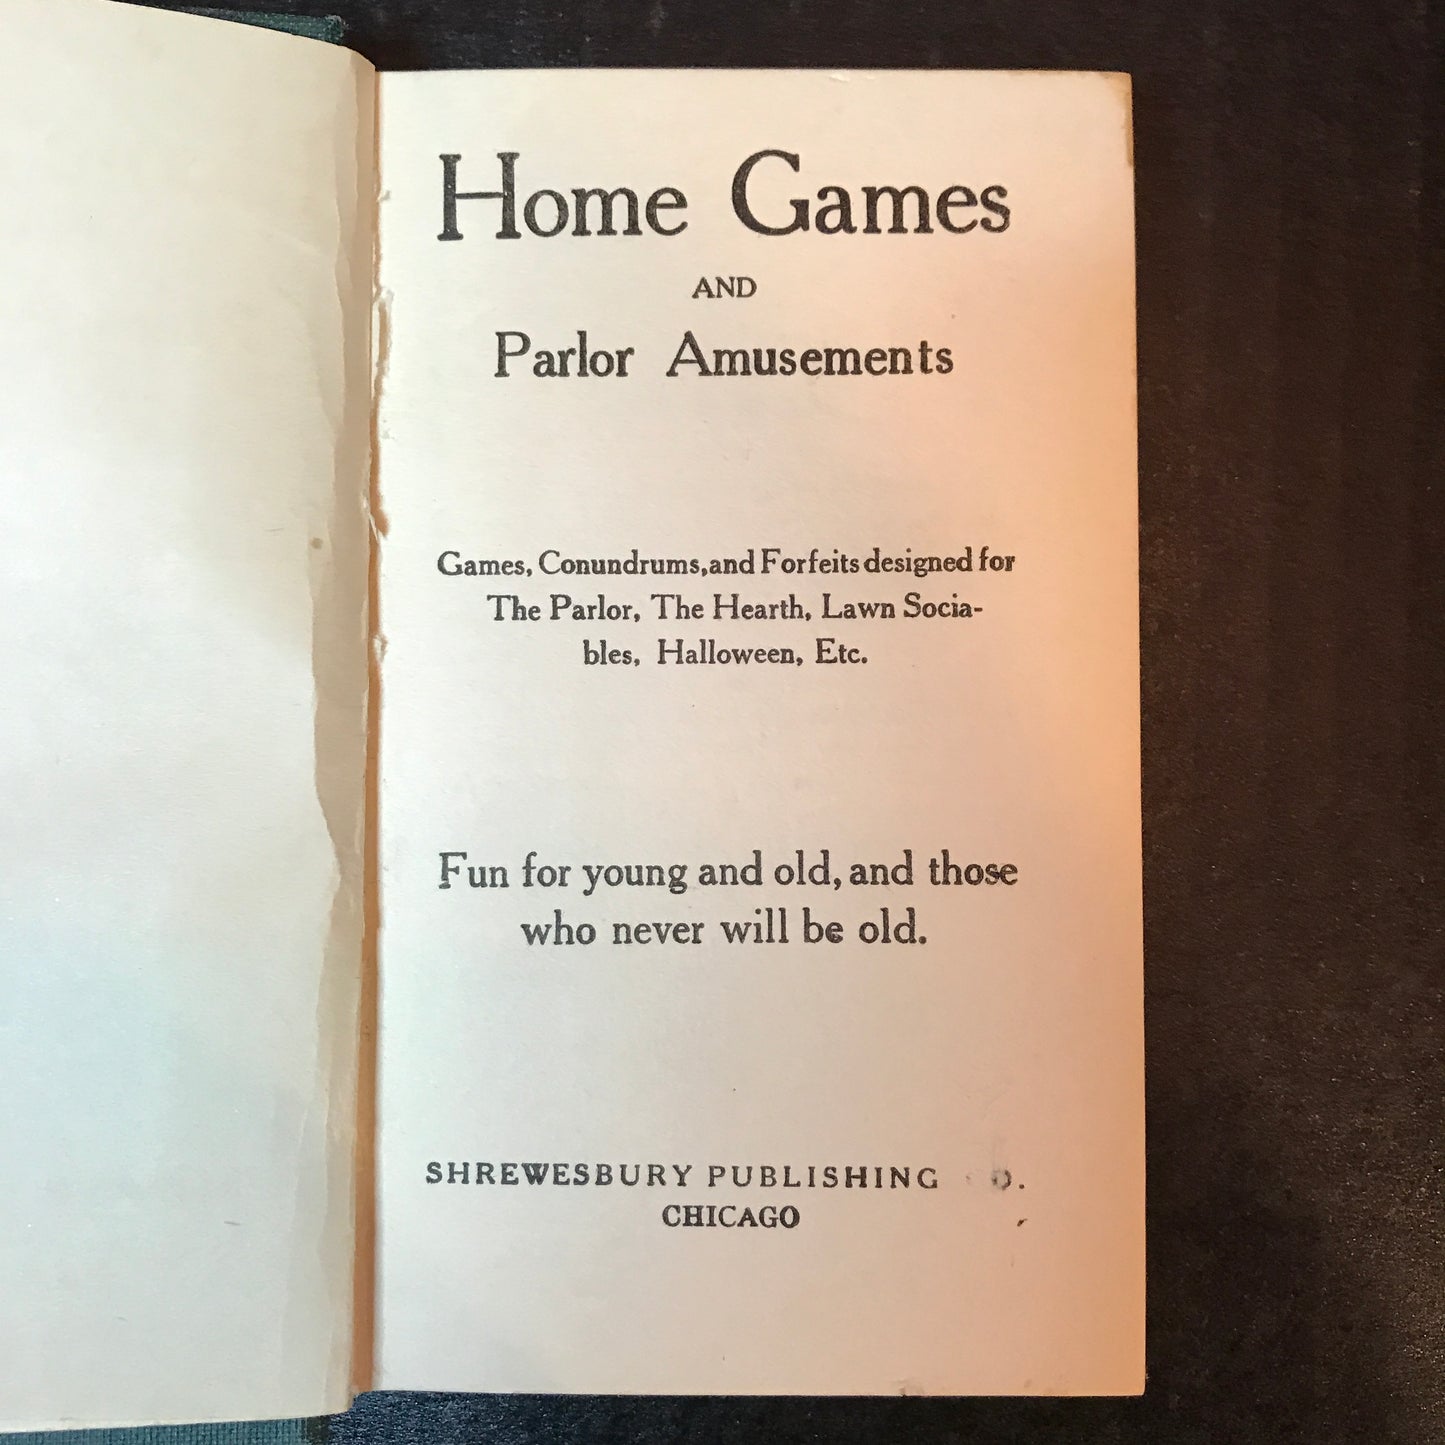 Home Games
AND
Parlor Amusements
Games, Conundrums, and Forfeits designed for
The Parlor, The Hearth, Lawn Socia-
bles, Halloween, Etc.
Fun for young and old, and those
who never will be old.
SHREWESBURY PUBLISHING
CHICAGO